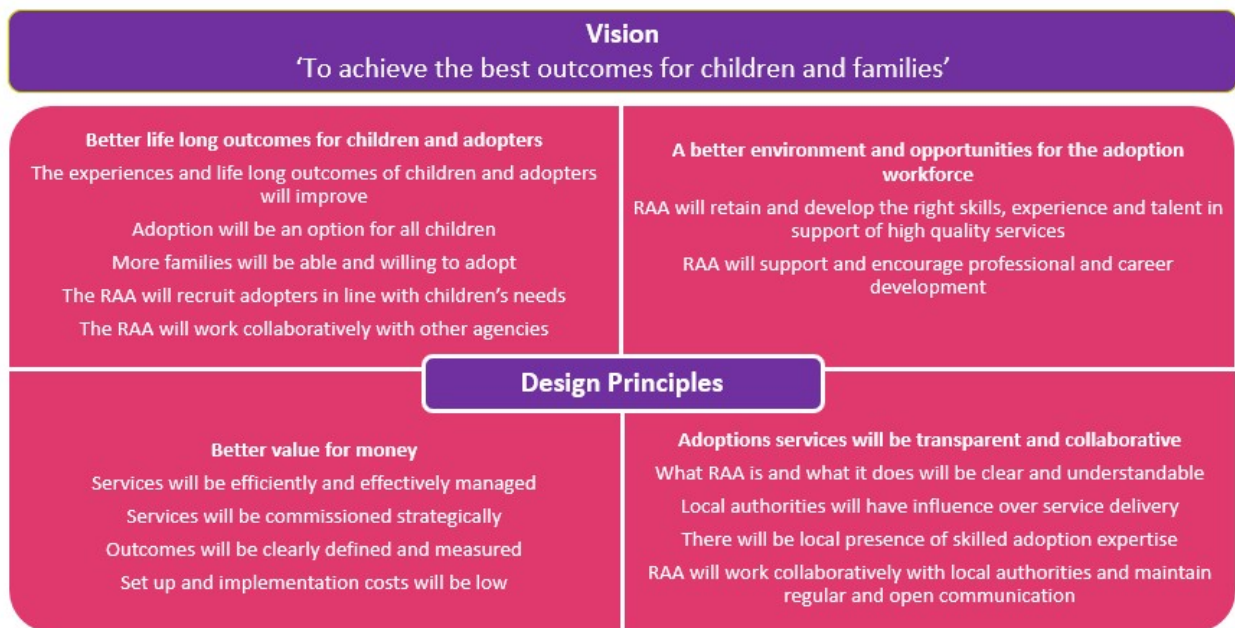 Vision
‘To achieve the best outcomes for children and families’
Better life long outcomes for children and adopters
The experiences and life long outcomes of children and adopters
will improve
Adoption will be an option for all children
More families will be able and willing to adopt
The RAA will recruit adopters in line with children’s needs
The RAA will work collaboratively with other agencies
A better environment and opportunities for the adoption
workforce
RAA will retain and develop the right skills, experience and talent in
support of high quality services
RAA will support and encourage professional and career
development
Design Principles
Better value for money
Services will be efficiently and effectively managed
Services will be commissioned strategically
Outcomes will be clearly defined and measured
Set up and implementation costs will be low
Adoptions services will be transparent and collaborative
What RAA is and what it does will be clear and understandable
Local authorities will have influence over service delivery
There will be local presence of skilled adoption expertise
RAA will work collaboratively with local authorities and maintain
regular and open communication